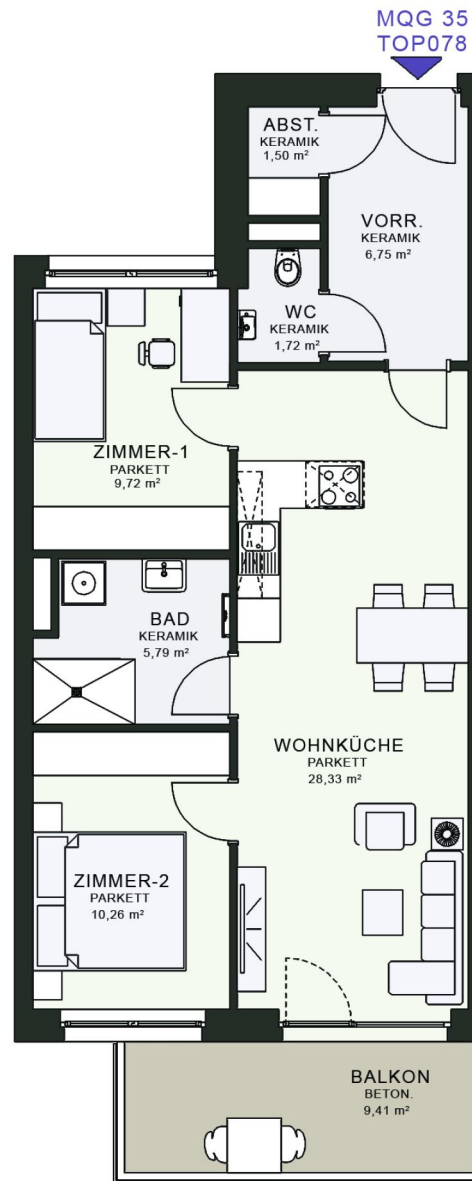 MQG 35
TOP078
ABST.
KERAMIK
1,50 m²
VORR.
KERAMIK
6,75 m²
WC
KERAMIK
1,72 m²
ZIMMER-1
PARKETT
9,72 m²
BAD
KERAMIK
5,79 m²
WOHNKÜCHE
PARKETT
28,33 m²
ZIMMER-2
PARKETT
10,26 m²
BALKON
BETON.
9,41 m²